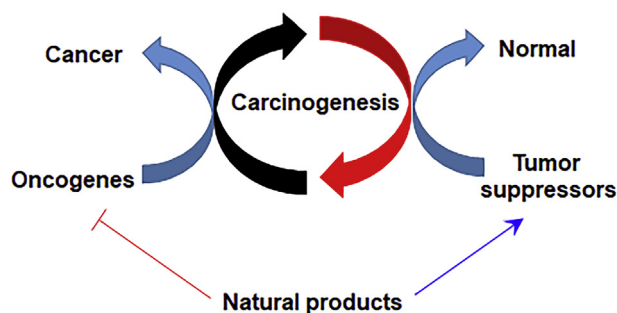 Cancer
Normal
Carcinogenesis
Oncogenes
Tumor
suppressors
Natural products